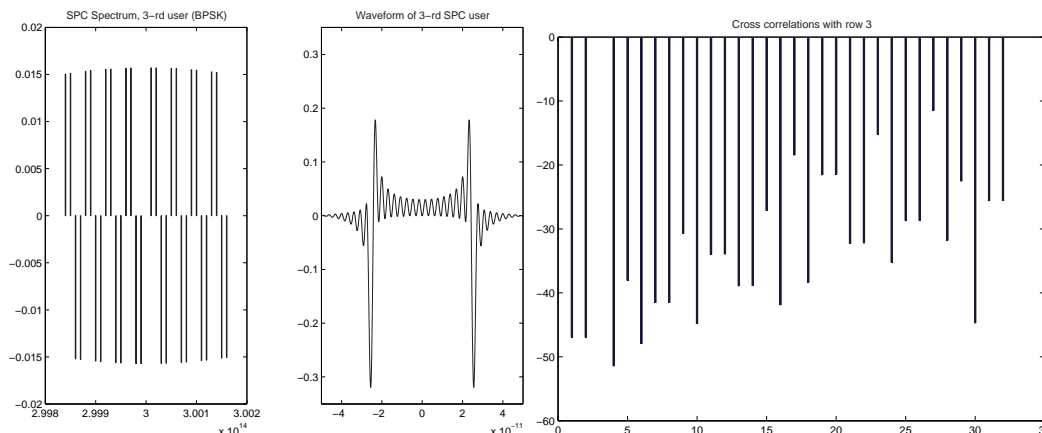 SPC Spectrum, 3−rd user (BPSK)
0.02
0.015
0.01
0.005
0
−0.005
−0.01
−0.015
−0.02
2.998 2.999 3 3.001 3.002
x 10^14
Waveform of 3−rd SPC user
0.3
0.2
0.1
0
−0.1
−0.2
−0.3
−4 −2 0 2 4
x 10^−11
Cross correlations with row 3
0
−10
−20
−30
−40
−50
−60
0 5 10 15 20 25 30 35